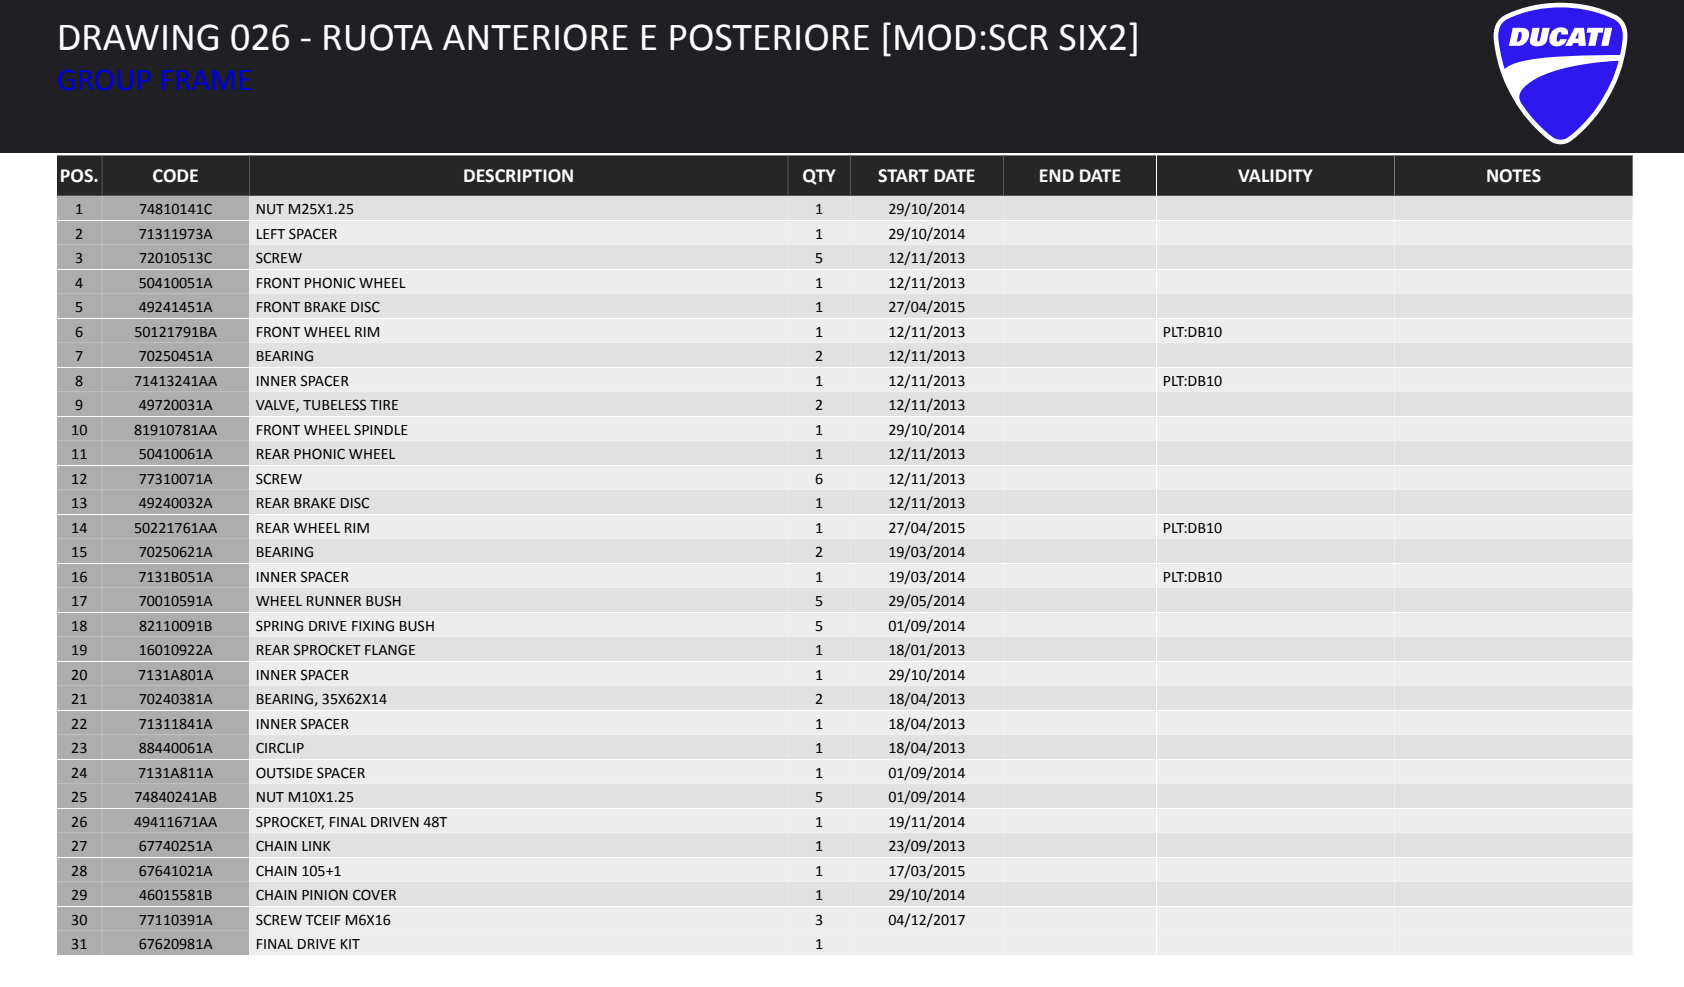 DRAWING 026 - RUOTA ANTERIORE E POSTERIORE [MOD:SCR SIX2]
GROUP FRAME
DUCATI
POS. CODE DESCRIPTION QTY START DATE END DATE VALIDITY NOTES
1 74810141C NUT M25X1.25 1 29/10/2014
2 71311973A LEFT SPACER 1 29/10/2014
3 72010513C SCREW 5 12/11/2013
4 50410051A FRONT PHONIC WHEEL 1 12/11/2013
5 49241451A FRONT BRAKE DISC 1 27/04/2015
6 50121791BA FRONT WHEEL RIM 1 12/11/2013 PLT:DB10
7 70250451A BEARING 2 12/11/2013
8 71413241AA INNER SPACER 1 12/11/2013 PLT:DB10
9 49720031A VALVE, TUBELESS TIRE 2 12/11/2013
10 81910781AA FRONT WHEEL SPINDLE 1 29/10/2014
11 50410061A REAR PHONIC WHEEL 1 12/11/2013
12 77310071A SCREW 6 12/11/2013
13 49240032A REAR BRAKE DISC 1 12/11/2013
14 50221761AA REAR WHEEL RIM 1 27/04/2015 PLT:DB10
15 70250621A BEARING 2 19/03/2014
16 7131B051A INNER SPACER 1 19/03/2014 PLT:DB10
17 70010591A WHEEL RUNNER BUSH 5 29/05/2014
18 82110091B SPRING DRIVE FIXING BUSH 5 01/09/2014
19 16010922A REAR SPROCKET FLANGE 1 18/01/2013
20 7131A801A INNER SPACER 1 29/10/2014
21 70240381A BEARING, 35X62X14 2 18/04/2013
22 71311841A INNER SPACER 1 18/04/2013
23 88440061A CIRCLIP 1 18/04/2013
24 7131A811A OUTSIDE SPACER 1 01/09/2014
25 74840241AB NUT M10X1.25 5 01/09/2014
26 49411671AA SPROCKET, FINAL DRIVEN 48T 1 19/11/2014
27 67740251A CHAIN LINK 1 23/09/2013
28 67641021A CHAIN 105+1 1 17/03/2015
29 46015581B CHAIN PINION COVER 1 29/10/2014
30 77110391A SCREW TCEIF M6X16 3 04/12/2017
31 67620981A FINAL DRIVE KIT 1